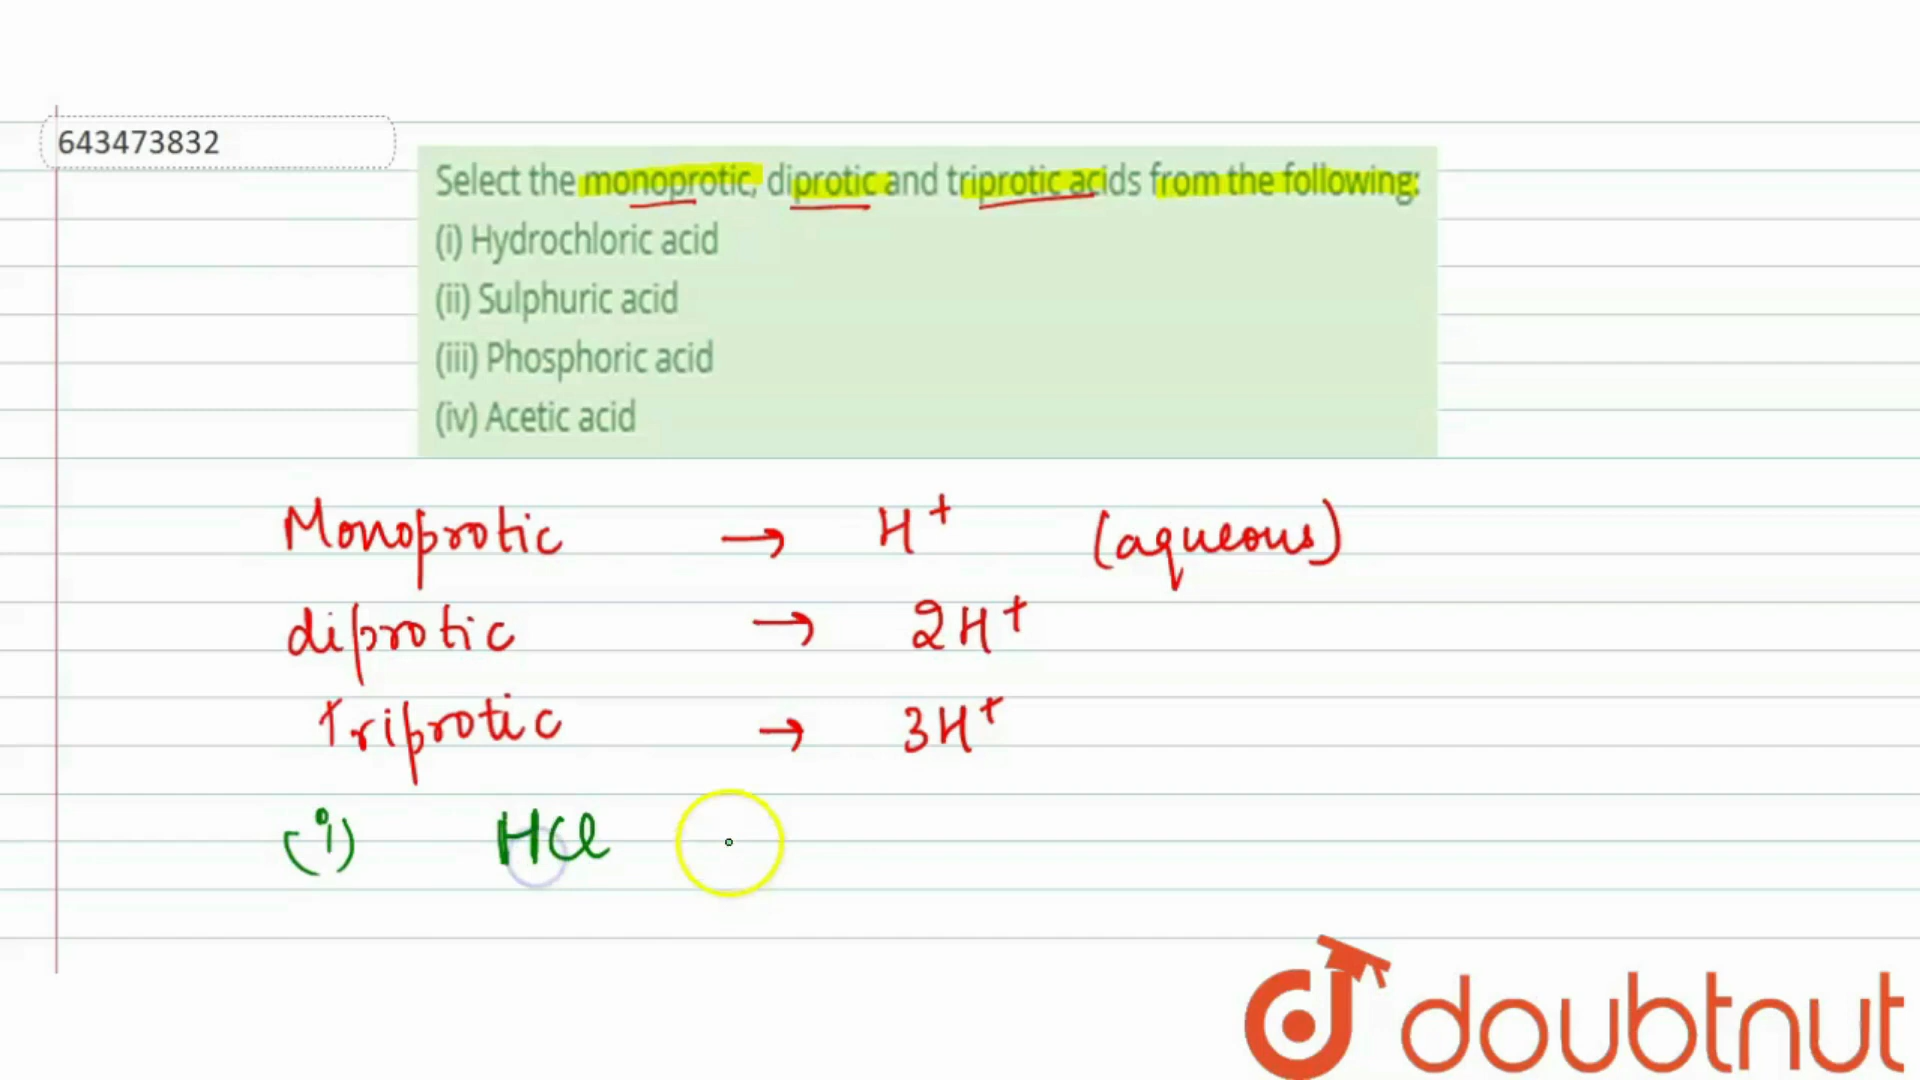 643473832
Select the monoprotic, diprotic and triprotic acids from the following:
(i) Hydrochloric acid
(ii) Sulphuric acid
(iii) Phosphoric acid
(iv) Acetic acid
Monoprotic → H+ (aqueous)
diprotic → 2H+
Triprotic → 3H+
(i) HCl
doubtnut